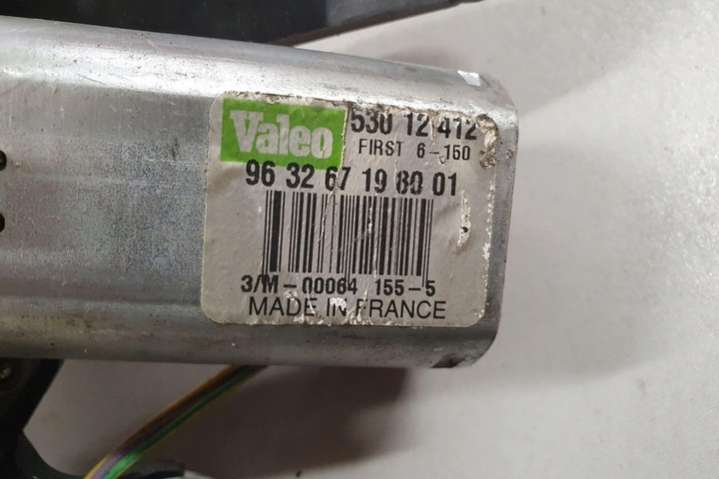 Valeo
530 12 412
FIRST 6-150
96 32 67 19 80 01
3/M-00064 155-5
MADE IN FRANCE